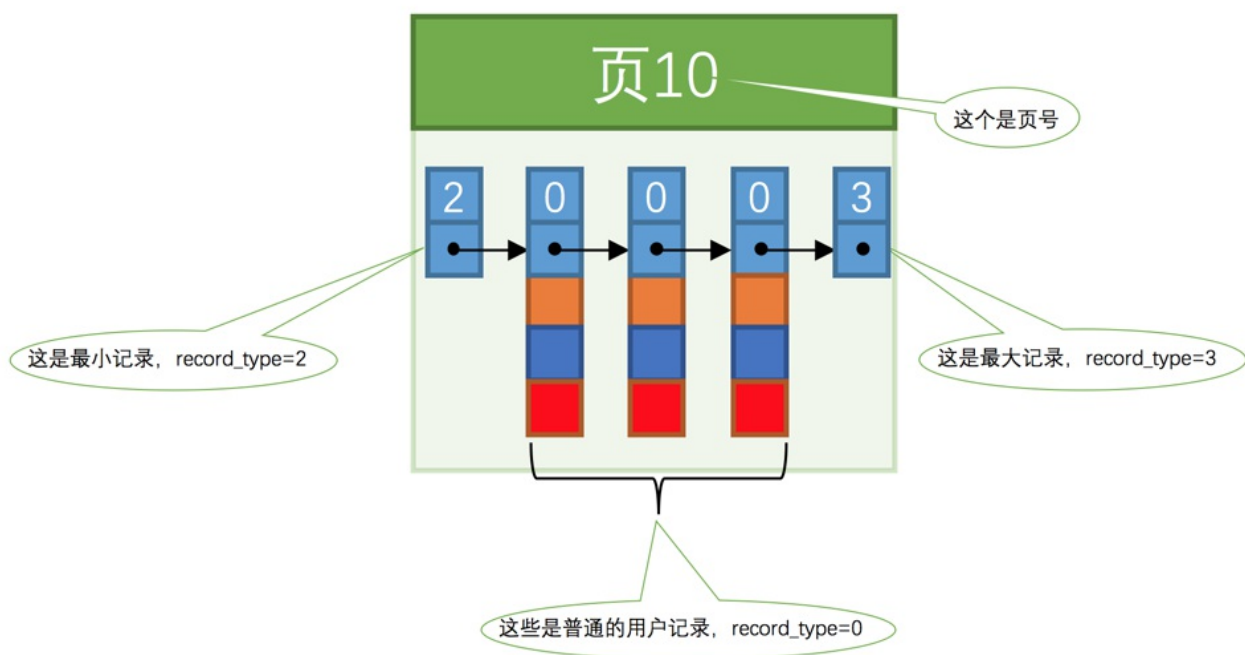 页10
这个是页号
2 0 0 0 3
这是最小记录，record_type=2
这是最大记录，record_type=3
这些是普通的用户记录，record_type=0